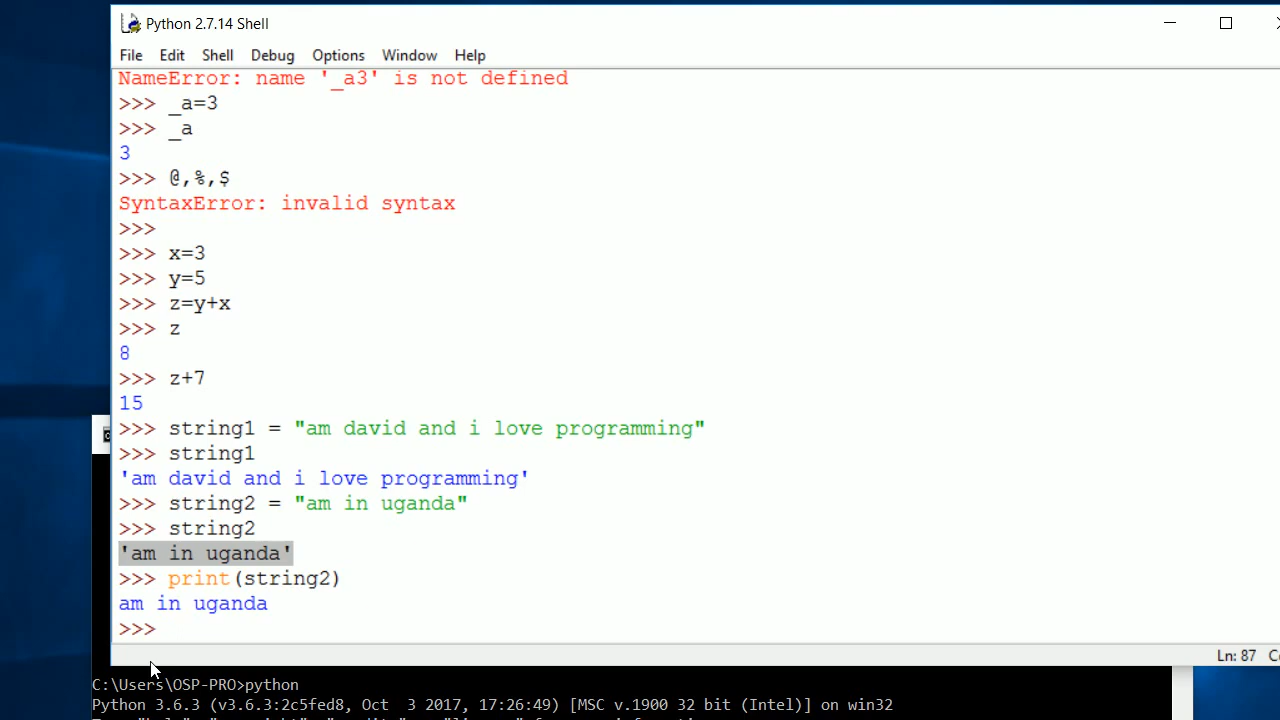 Python 2.7.14 Shell
File Edit Shell Debug Options Window Help
NameError: name '_a3' is not defined
>>> _a=3
>>> _a
3
>>> @,%,$
SyntaxError: invalid syntax
>>>
>>> x=3
>>> y=5
>>> z=y+x
>>> z
8
>>> z+7
15
>>> string1 = "am david and i love programming"
>>> string1
'am david and i love programming'
>>> string2 = "am in uganda"
>>> string2
'am in uganda'
>>> print(string2)
am in uganda
>>>
Ln: 87
C:\Users\OSP-PRO>python
Python 3.6.3 (v3.6.3:2c5fed8, Oct  3 2017, 17:26:49) [MSC v.1900 32 bit (Intel)] on win32